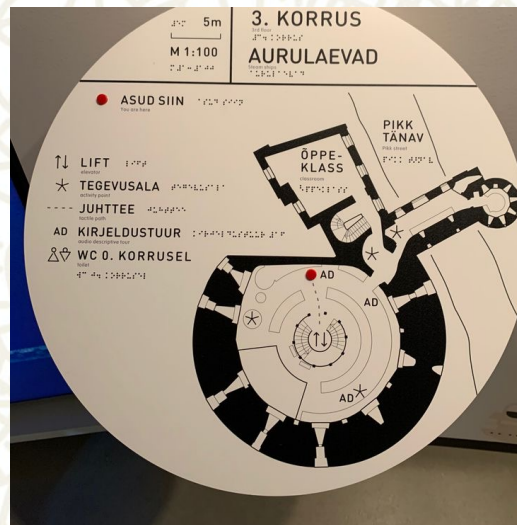 5m
M 1:100
3. KORRUS
3rd floor
AURULAEVAD
ASUD SIIN
You are here
LIFT
elevator
TEGEVUSALA
activity point
JUHTTEE
tactile path
AD KIRJELDUSTUUR
audio descriptive tour
WC 0. KORRUSEL
toilet
ÕPPE-
KLASS
classroom
PIKK
TÄNAV
Pikk street
AD
AD
AD